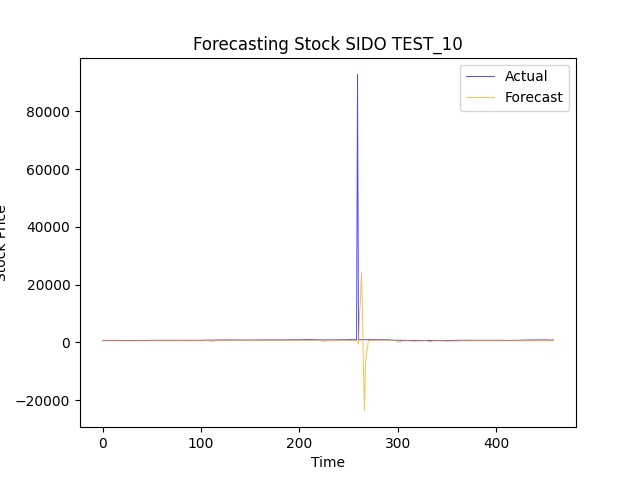 Forecasting Stock SIDO TEST_10
Actual
Forecast
80000
60000
40000
20000
0
−20000
Stock Price
0 100 200 300 400
Time